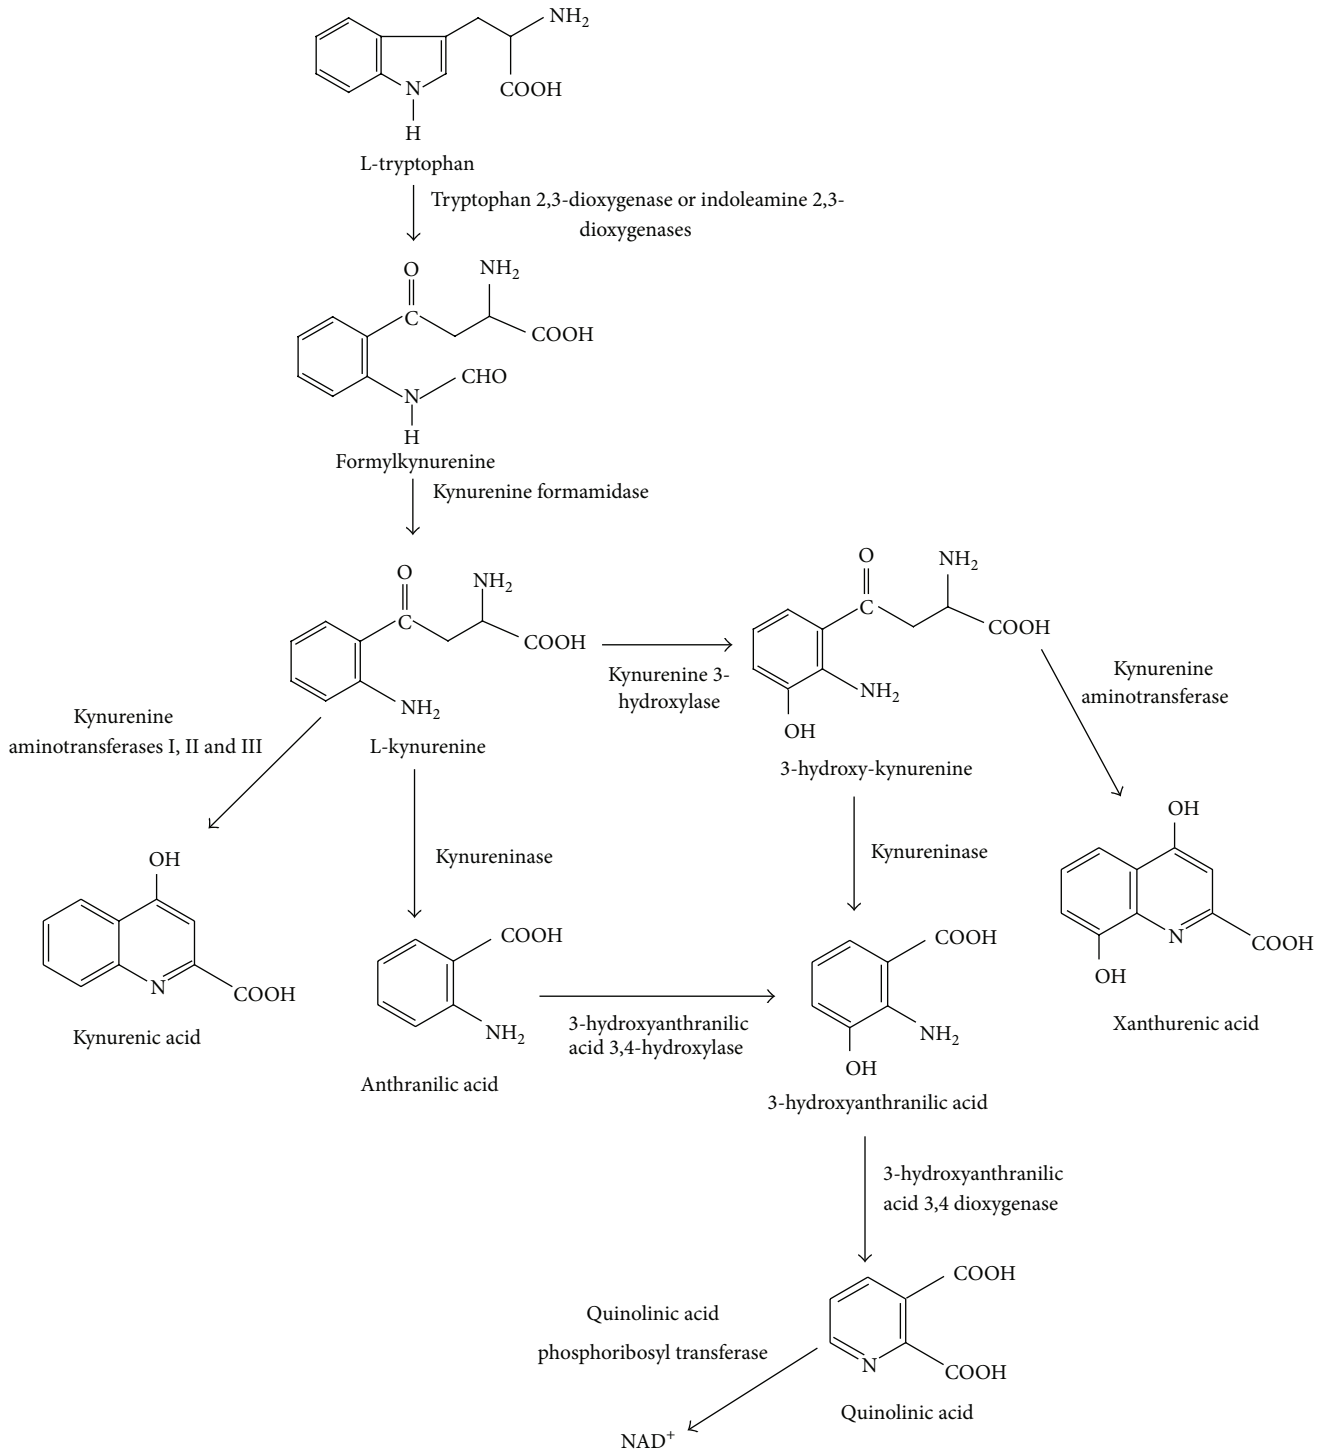 NH2
N
COOH
H
L-tryptophan
Tryptophan 2,3-dioxygenase or indoleamine 2,3-
dioxygenases
O
NH2
C
COOH
CHO
N
H
Formylkynurenine
Kynurenine formamidase
O
NH2
C
COOH
NH2
L-kynurenine
Kynurenine 3-
hydroxylase
O
NH2
C
COOH
NH2
OH
3-hydroxy-kynurenine
Kynurenine
aminotransferase
Kynurenine
aminotransferases I, II and III
Kynureninase
Kynureninase
OH
N
COOH
Kynurenic acid
COOH
NH2
Anthranilic acid
3-hydroxyanthranilic
acid 3,4-hydroxylase
COOH
NH2
OH
3-hydroxyanthranilic acid
OH
N
COOH
OH
Xanthurenic acid
3-hydroxyanthranilic
acid 3,4 dioxygenase
COOH
N
COOH
Quinolinic acid
Quinolinic acid
phosphoribosyl transferase
NAD+